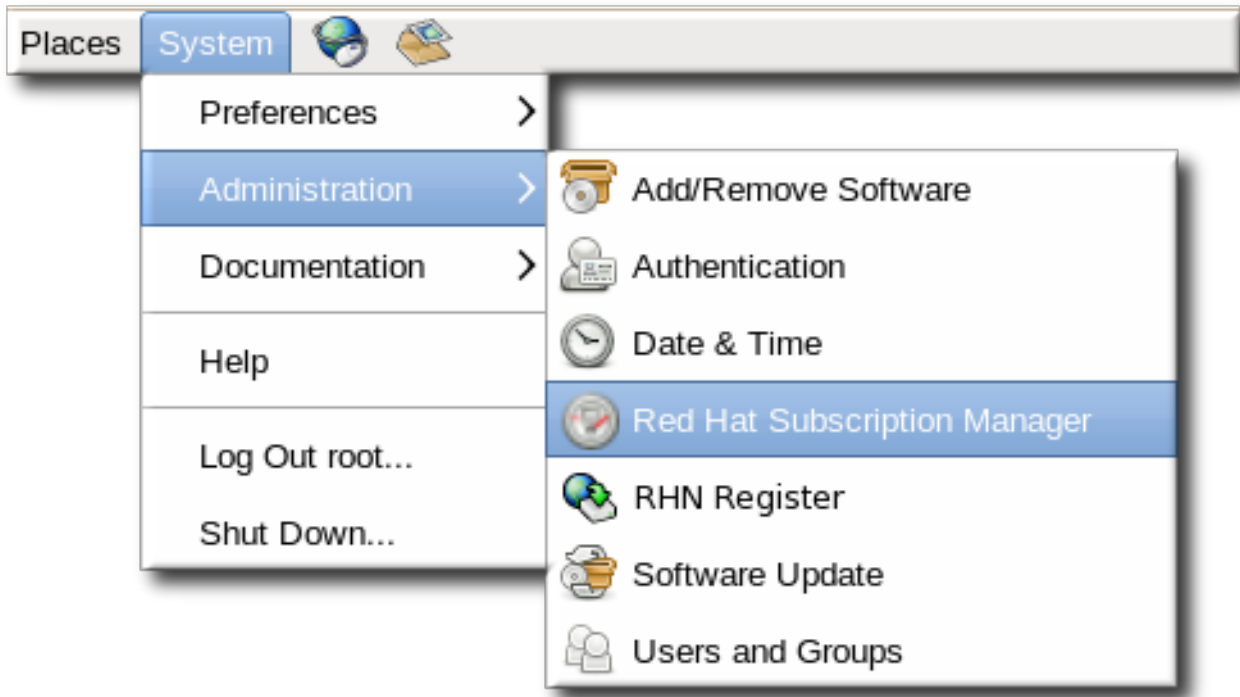 Places System
Preferences
Administration
Documentation
Help
Log Out root...
Shut Down...
Add/Remove Software
Authentication
Date & Time
Red Hat Subscription Manager
RHN Register
Software Update
Users and Groups